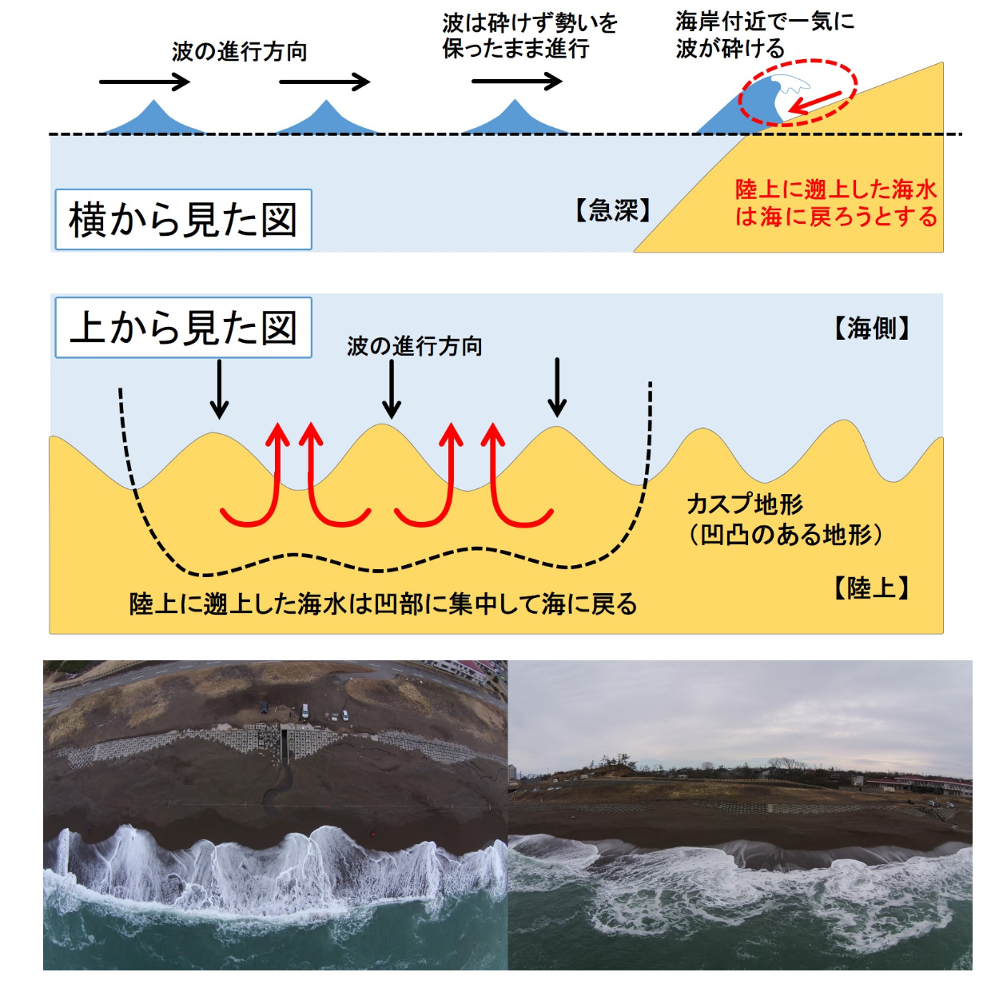 波の進行方向
波は砕けず勢いを
保ったまま進行
海岸付近で一気に
波が砕ける
横から見た図
【急深】
陸上に遡上した海水
は海に戻ろうとする
上から見た図
【海側】
波の進行方向
カスプ地形
（凹凸のある地形）
【陸上】
陸上に遡上した海水は凹部に集中して海に戻る